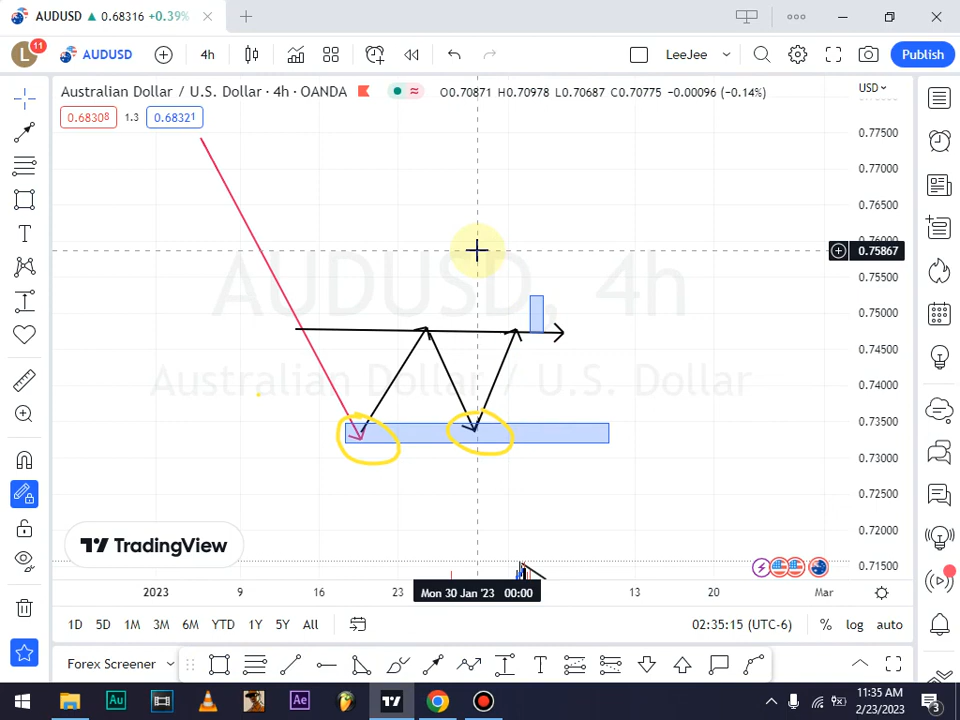 AUDUSD ▲ 0.68316 +0.39%
L 11 AUDUSD 4h LeeJee Publish
Australian Dollar / U.S. Dollar · 4h · OANDA ≈ O0.70871 H0.70978 L0.70687 C0.70775 −0.00096 (−0.14%) USD
0.68308 1.3 0.68321
0.77500
0.77000
0.76500
0.76000
0.75867
0.75500
0.75000
0.74500
0.74000
0.73500
0.73000
0.72500
0.72000
0.71500
AUDUSD, 4h
Australian Dollar / U.S. Dollar
TradingView
2023 9 16 23 Mon 30 Jan '23 00:00 13 20 Mar
1D 5D 1M 3M 6M YTD 1Y 5Y All 02:35:15 (UTC-6) % log auto
Forex Screener
Au Ae 11:35 AM
2/23/2023 3